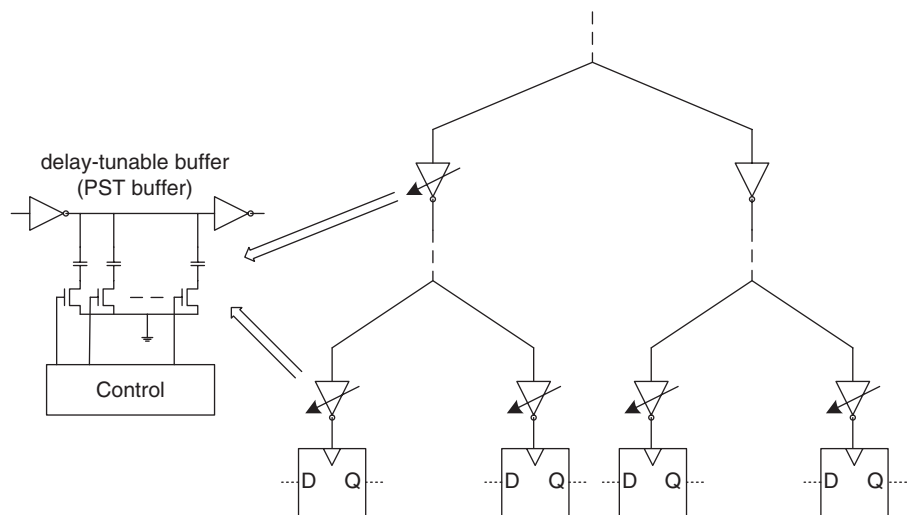 delay-tunable buffer
(PST buffer)
Control
D Q D Q D Q D Q